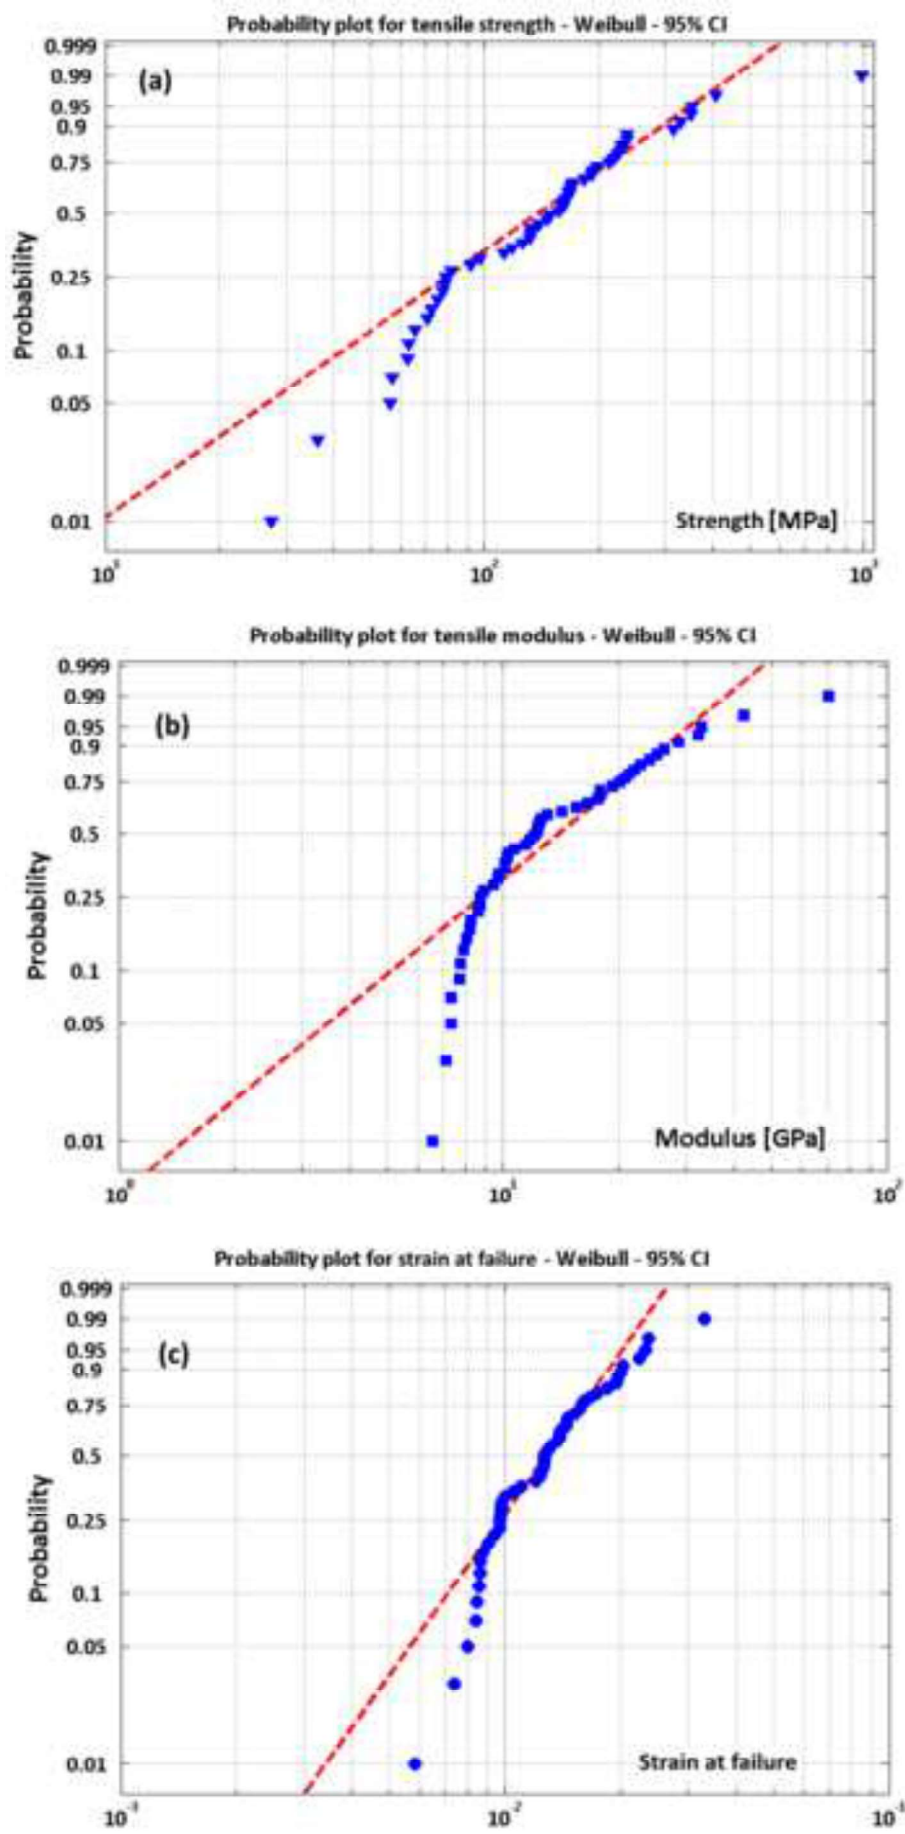 Probability plot for tensile strength - Weibull - 95% CI
0.999
(a)
0.99
0.95
0.9
0.75
0.5
Probability
0.25
0.1
0.05
0.01
Strength [MPa]
10² 10³
Probability plot for tensile modulus - Weibull - 95% CI
0.999
0.99
(b)
0.95
0.9
0.75
0.5
Probability
0.25
0.1
0.05
0.01
Modulus [GPa]
10⁰ 10¹ 10²
Probability plot for strain at failure - Weibull - 95% CI
0.999
0.99
(c)
0.95
0.9
0.75
0.5
Probability
0.25
0.1
0.05
0.01
Strain at failure
10⁻³ 10⁻² 10⁻¹